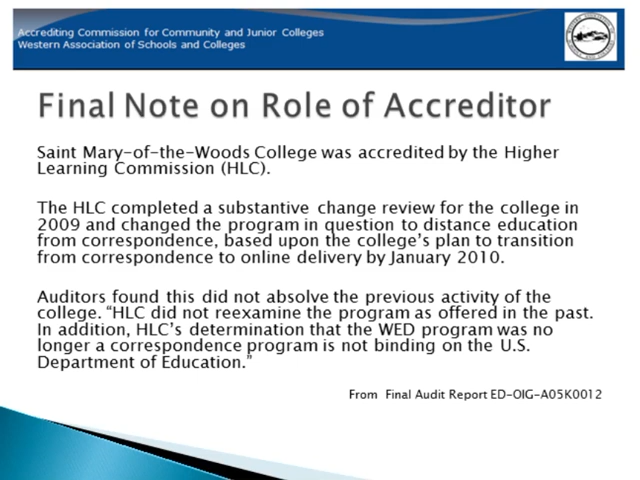 Accrediting Commission for Community and Junior Colleges
Western Association of Schools and Colleges
Final Note on Role of Accreditor
Saint Mary-of-the-Woods College was accredited by the Higher
Learning Commission (HLC).
The HLC completed a substantive change review for the college in
2009 and changed the program in question to distance education
from correspondence, based upon the college's plan to transition
from correspondence to online delivery by January 2010.
Auditors found this did not absolve the previous activity of the
college. “HLC did not reexamine the program as offered in the past.
In addition, HLC's determination that the WED program was no
longer a correspondence program is not binding on the U.S.
Department of Education.”
From Final Audit Report ED-OIG-A05K0012